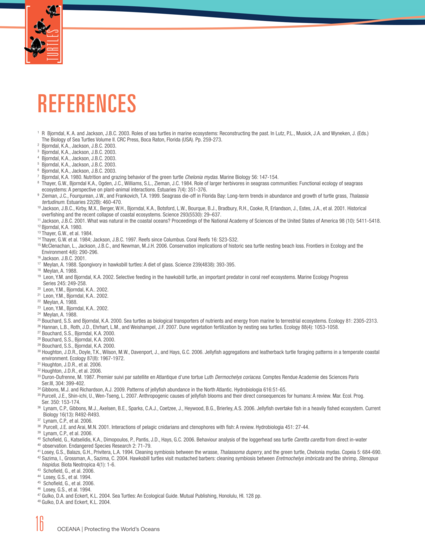 TURTLES
REFERENCES
1 R Bjorndal, K. A. and Jackson, J.B.C. 2003. Roles of sea turtles in marine ecosystems: Reconstructing the past. In Lutz, P.L., Musick, J.A. and Wyneken, J. (Eds.)
The Biology of Sea Turtles Volume II. CRC Press, Boca Raton, Florida (USA). Pp. 259-273.
2 Bjorndal, K.A., Jackson, J.B.C. 2003.
3 Bjorndal, K.A., Jackson, J.B.C. 2003.
4 Bjorndal, K.A., Jackson, J.B.C. 2003.
5 Bjorndal, K.A., Jackson, J.B.C. 2003.
6 Bjorndal, K.A., Jackson, J.B.C. 2003.
7 Bjorndal, K.A. 1980. Nutrition and grazing behavior of the green turtle Chelonia mydas. Marine Biology 56: 147-154.
8 Thayer, G.W., Bjorndal K.A., Ogden, J.C., Williams, S.L., Zieman, J.C. 1984. Role of larger herbivores in seagrass communities: Functional ecology of seagrass
ecosystems: A perspective on plant-animal interactions. Estuaries 7(4): 351-376.
9 Zieman, J.C., Fourqurean, J.W., and Frankovich, T.A. 1999. Seagrass die-off in Florida Bay: Long-term trends in abundance and growth of turtle grass, Thalassia
testudinum. Estuaries 22(2B): 460-470.
10 Jackson, J.B.C., Kirby, M.X., Berger, W.H., Bjorndal, K.A., Botsford, L.W., Bourque, B.J., Bradbury, R.H., Cooke, R, Erlandson, J., Estes, J.A., et al. 2001. Historical
overfishing and the recent collapse of coastal ecosystems. Science 293(5530): 29–637.
11 Jackson, J.B.C. 2001. What was natural in the coastal oceans? Proceedings of the National Academy of Sciences of the United States of America 98 (10): 5411-5418.
12 Bjorndal, K.A. 1980.
13 Thayer, G.W., et al. 1984.
14 Thayer, G.W. et al. 1984; Jackson, J.B.C. 1997. Reefs since Columbus. Coral Reefs 16: S23-S32.
15 McClenachan, L., Jackson, J.B.C., and Newman, M.J.H. 2006. Conservation implications of historic sea turtle nesting beach loss. Frontiers in Ecology and the
Environment 4(6): 290-296.
16 Jackson, J.B.C. 2001.
17 Meylan, A. 1988. Spongivory in hawksbill turtles: A diet of glass. Science 239(4838): 393-395.
18 Meylan, A. 1988.
19 Leon, Y.M. and Bjorndal, K.A. 2002. Selective feeding in the hawksbill turtle, an important predator in coral reef ecosystems. Marine Ecology Progress
Series 245: 249-258.
20 Leon, Y.M., Bjorndal, K.A.. 2002.
21 Leon, Y.M., Bjorndal, K.A., 2002.
22 Meylan, A. 1988.
23 Leon, Y.M., Bjorndal, K.A.. 2002.
24 Meylan, A. 1988.
25 Bouchard, S.S. and Bjorndal, K.A. 2000. Sea turtles as biological transporters of nutrients and energy from marine to terrestrial ecosystems. Ecology 81: 2305-2313.
26 Hannan, L.B., Roth, J.D., Ehrhart, L.M., and Weishampel, J.F. 2007. Dune vegetation fertilization by nesting sea turtles. Ecology 88(4): 1053-1058.
27 Bouchard, S.S., Bjorndal, K.A. 2000.
28 Bouchard, S.S., Bjorndal, K.A. 2000.
29 Bouchard, S.S., Bjorndal, K.A. 2000.
30 Houghton, J.D.R., Doyle, T.K., Wilson, M.W., Davenport, J., and Hays, G.C. 2006. Jellyfish aggregations and leatherback turtle foraging patterns in a temperate coastal
environment. Ecology 87(8): 1967-1972.
31 Houghton, J.D.R., et al. 2006.
32 Houghton, J.D.R., et al. 2006.
33 Duron-Dufrenne, M. 1987. Premier suivi par satellite en Atlantique d'une tortue Luth Dermochelys coriacea. Comptes Rendus Academie des Sciences Paris
Ser.III, 304: 399-402.
34 Gibbons, M.J. and Richardson, A.J. 2009. Patterns of jellyfish abundance in the North Atlantic. Hydrobiologia 616:51-65.
35 Purcell, J.E., Shin-ichi, U., Wen-Tseng, L. 2007. Anthropogenic causes of jellyfish blooms and their direct consequences for humans: A review. Mar. Ecol. Prog.
Ser. 350: 153-174.
36 Lynam, C.P, Gibbons, M.J., Axelsen, B.E., Sparks, C.A.J., Coetzee, J., Heywood, B.G., Brierley, A.S. 2006. Jellyfish overtake fish in a heavily fished ecosystem. Current
Biology 16(13): R492-R493.
37 Lynam, C.P., et al. 2006.
38 Purcell, J.E. and Arai, M.N. 2001. Interactions of pelagic cnidarians and ctenophores with fish: A review. Hydrobiologia 451: 27-44.
39 Lynam, C.P., et al. 2006.
40 Schofield, G., Katselidis, K.A., Dimopoulos, P., Pantis, J.D., Hays, G.C. 2006. Behaviour analysis of the loggerhead sea turtle Caretta caretta from direct in-water
observation. Endangered Species Research 2: 71-79.
41 Losey, G.S., Balazs, G.H., Privitera, L.A. 1994. Cleaning symbiosis between the wrasse, Thalassoma duperry, and the green turtle, Chelonia mydas. Copeia 5: 684-690.
42 Sazima, I., Grossman, A., Sazima, C. 2004. Hawksbill turtles visit mustached barbers: cleaning symbiosis between Eretmochelys imbricata and the shrimp, Stenopus
hispidus. Biota Neotropica 4(1): 1-6.
43 Schofield, G., et al. 2006.
44 Losey, G.S., et al. 1994.
45 Schofield, G., et al. 2006.
46 Losey, G.S., et al. 1994.
47 Gulko, D.A. and Eckert, K.L. 2004. Sea Turtles: An Ecological Guide. Mutual Publishing, Honolulu, HI. 128 pp.
48 Gulko, D.A. and Eckert, K.L. 2004.
16 OCEANA | Protecting the World's Oceans